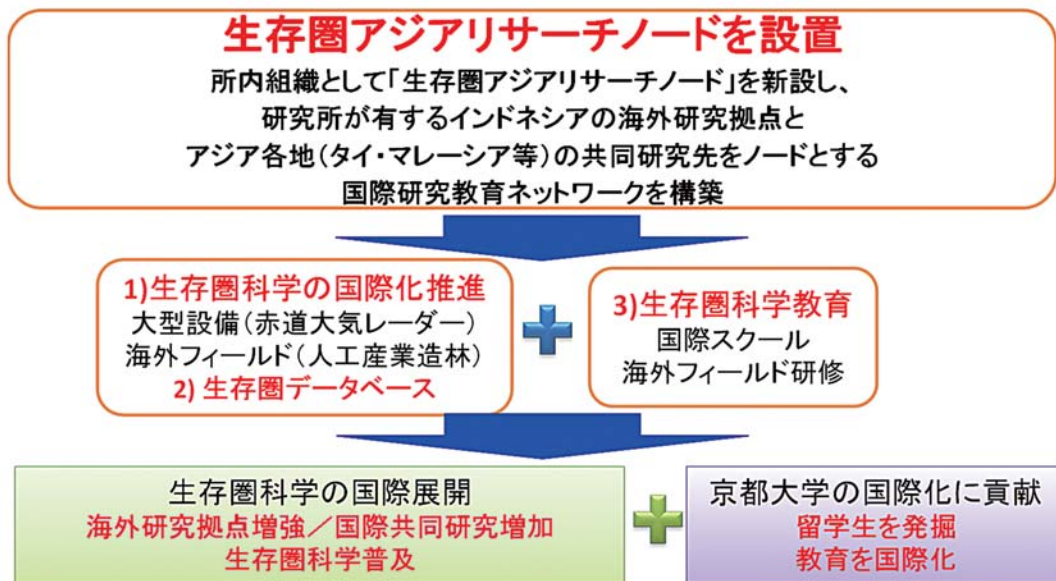 生存圏アジアリサーチノードを設置
所内組織として「生存圏アジアリサーチノード」を新設し、
研究所が有するインドネシアの海外研究拠点と
アジア各地(タイ・マレーシア等)の共同研究先をノードとする
国際研究教育ネットワークを構築
1)生存圏科学の国際化推進
大型設備(赤道大気レーダー)
海外フィールド(人工産業造林)
2) 生存圏データベース
3)生存圏科学教育
国際スクール
海外フィールド研修
生存圏科学の国際展開
海外研究拠点増強/国際共同研究増加
生存圏科学普及
京都大学の国際化に貢献
留学生を発掘
教育を国際化